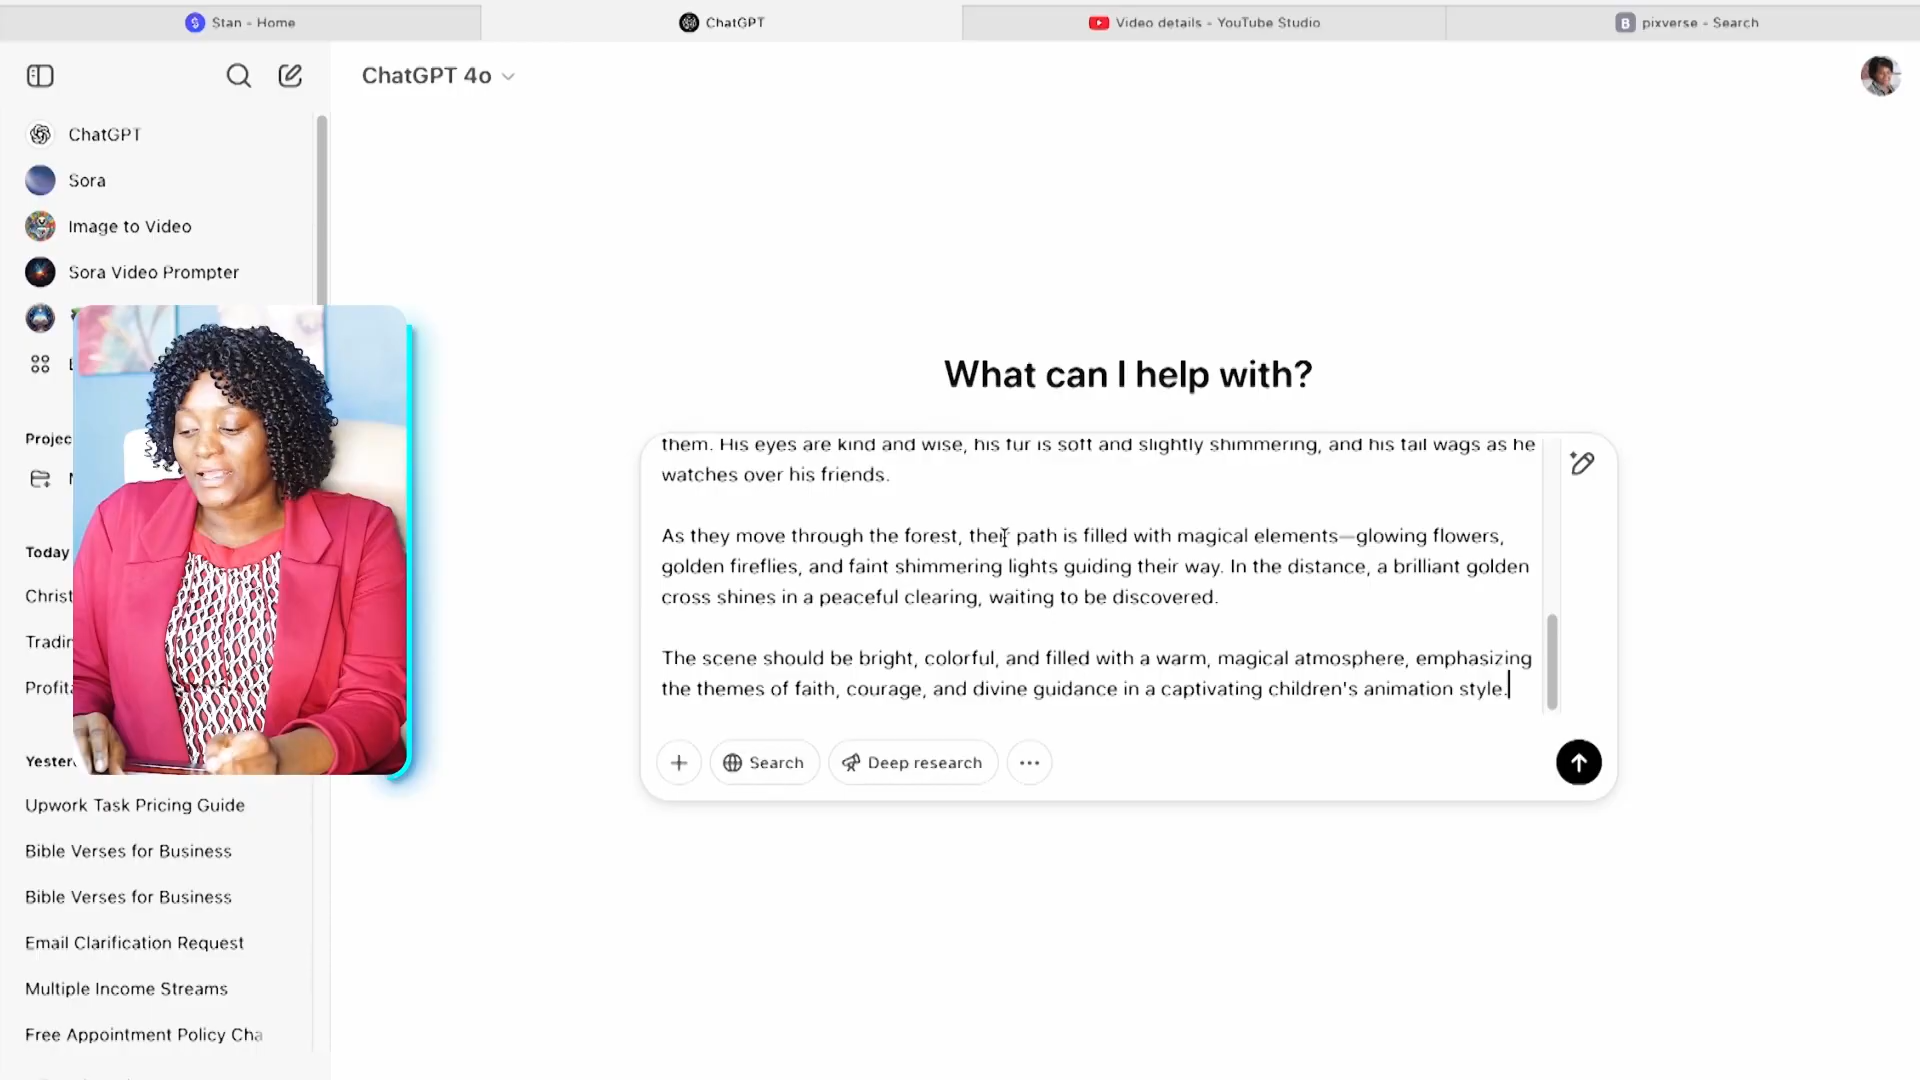 Stan - Home
ChatGPT
Video details - YouTube Studio
B pixverse - Search
ChatGPT 4o
ChatGPT
Sora
Image to Video
Sora Video Prompter
Projec
Today
Christ
Tradin
Profit
Yester
Upwork Task Pricing Guide
Bible Verses for Business
Bible Verses for Business
Email Clarification Request
Multiple Income Streams
Free Appointment Policy Cha
What can I help with?
them. His eyes are kind and wise, his fur is soft and slightly shimmering, and his tail wags as he
watches over his friends.
As they move through the forest, their path is filled with magical elements—glowing flowers,
golden fireflies, and faint shimmering lights guiding their way. In the distance, a brilliant golden
cross shines in a peaceful clearing, waiting to be discovered.
The scene should be bright, colorful, and filled with a warm, magical atmosphere, emphasizing
the themes of faith, courage, and divine guidance in a captivating children's animation style.
Search
Deep research